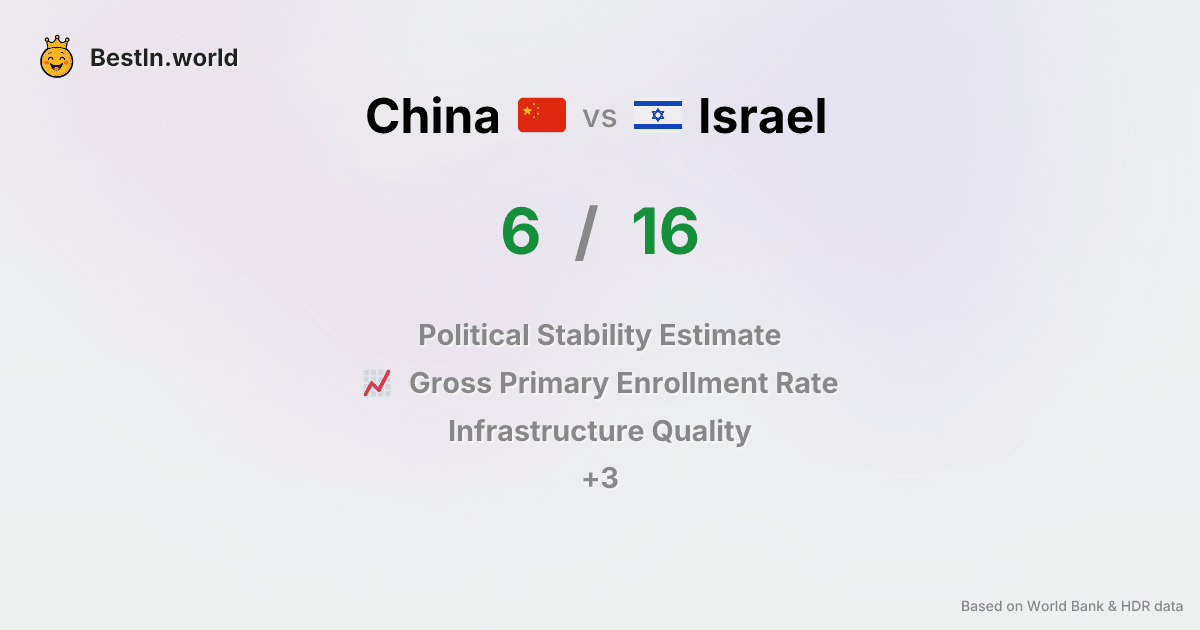 BestIn.world
China vs Israel
6 / 16
Political Stability Estimate
Gross Primary Enrollment Rate
Infrastructure Quality
+3
Based on World Bank & HDR data